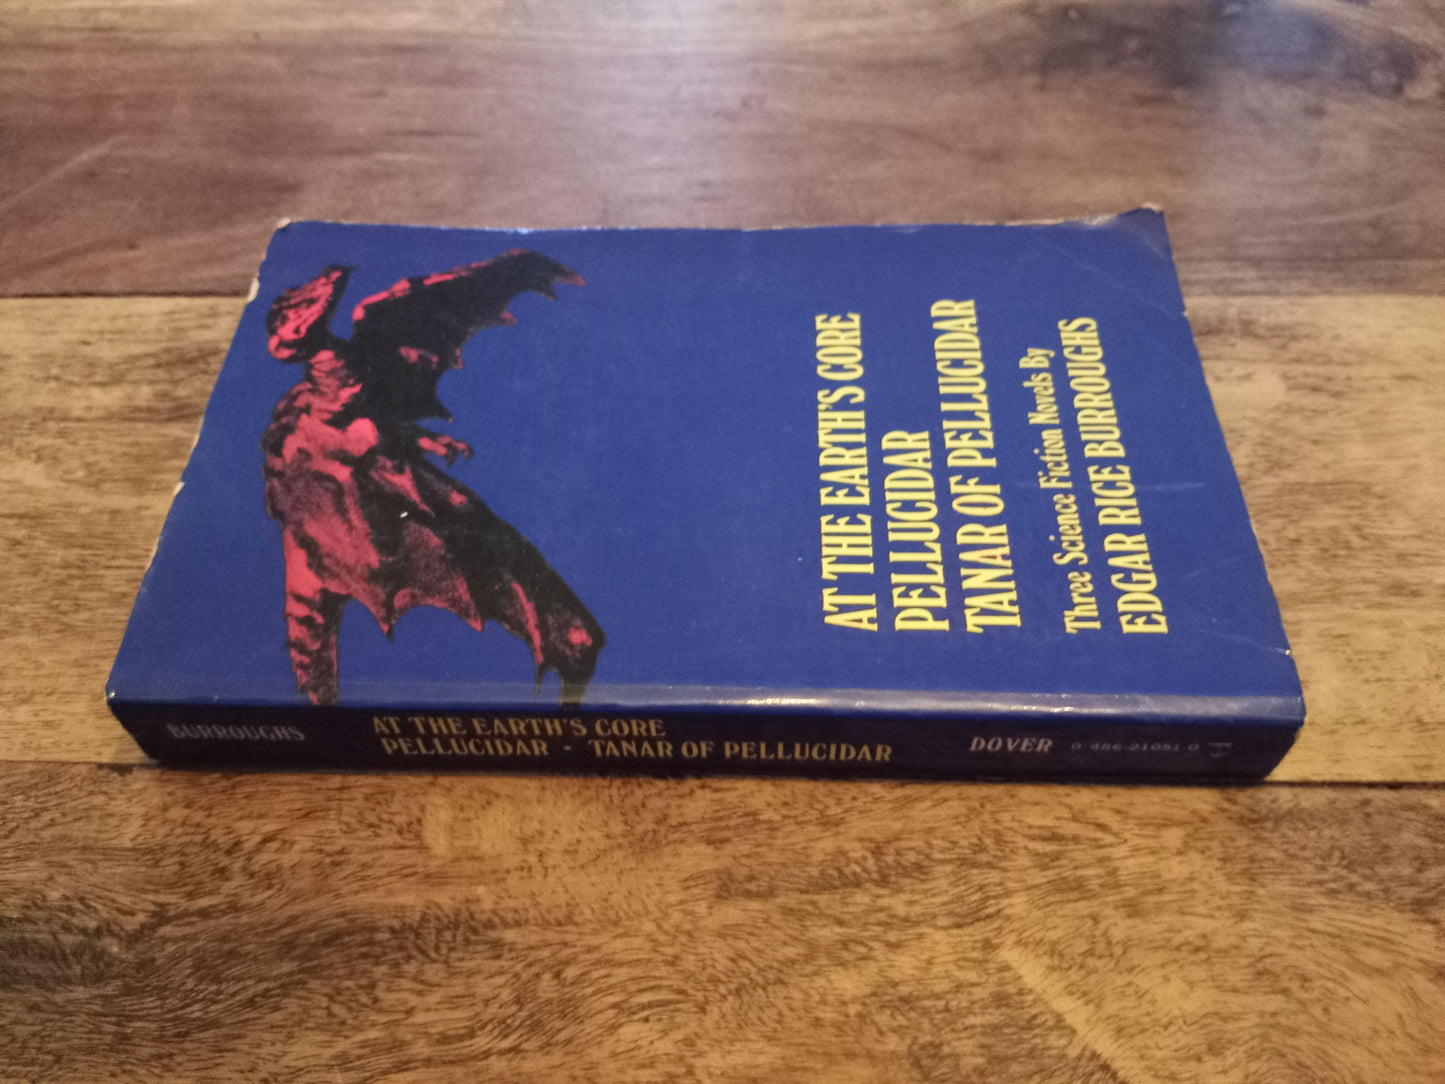 AT THE EARTH'S CORE
PELLUCIDAR
TANAR OF PELLUCIDAR
Three Science Fiction Novels By
EDGAR RICE BURROUGHS
BURROUGHS
AT THE EARTH'S CORE
PELLUCIDAR · TANAR OF PELLUCIDAR
DOVER
0-486-21051-0